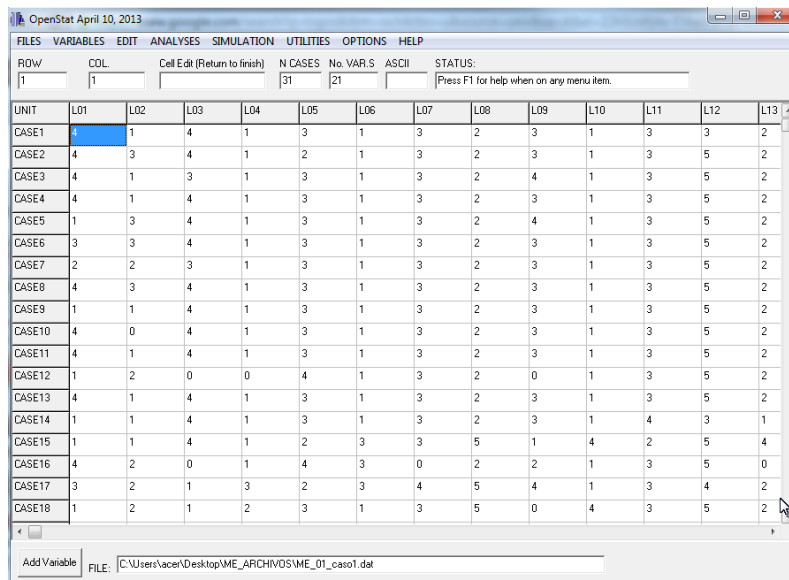 OpenStat April 10, 2013
FILES VARIABLES EDIT ANALYSES SIMULATION UTILITIES OPTIONS HELP
ROW COL. Cell Edit (Return to finish) N CASES No. VAR.S ASCII STATUS:
1 1 31 21 Press F1 for help when on any menu item.
UNIT L01 L02 L03 L04 L05 L06 L07 L08 L09 L10 L11 L12 L13
CASE1 4 1 4 1 3 1 3 2 3 1 3 3 2
CASE2 4 3 4 1 2 1 3 2 3 1 3 5 2
CASE3 4 1 3 1 3 1 3 2 4 1 3 5 2
CASE4 4 1 4 1 3 1 3 2 3 1 3 5 2
CASE5 1 3 4 1 3 1 3 2 4 1 3 5 2
CASE6 3 3 4 1 3 1 3 2 3 1 3 5 2
CASE7 2 2 3 1 3 1 3 2 3 1 3 5 2
CASE8 4 3 4 1 3 1 3 2 3 1 3 5 2
CASE9 1 1 4 1 3 1 3 2 3 1 3 5 2
CASE10 4 0 4 1 3 1 3 2 3 1 3 5 2
CASE11 4 1 4 1 3 1 3 2 3 1 3 5 2
CASE12 1 2 0 0 4 1 3 2 0 1 3 5 2
CASE13 4 1 4 1 3 1 3 2 3 1 3 5 2
CASE14 1 1 4 1 3 1 3 2 3 1 4 3 1
CASE15 1 1 4 1 2 3 3 5 1 4 2 5 4
CASE16 4 2 0 1 4 3 0 2 2 1 3 5 0
CASE17 3 2 1 3 2 3 4 5 4 1 3 4 2
CASE18 1 2 1 2 3 1 3 5 0 4 3 5 2
Add Variable FILE: C:\Users\acer\Desktop\ME_ARCHIVOS\ME_01_caso1.dat